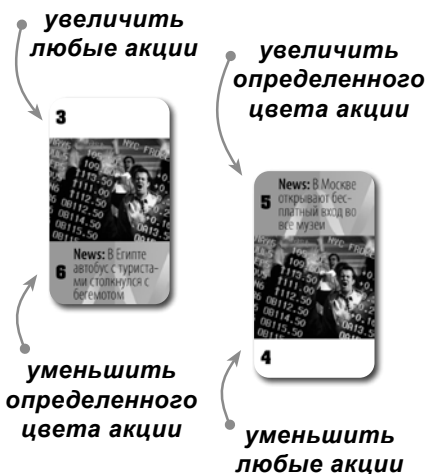 увеличить
любые акции
увеличить
определенного
цвета акции
3
News: В Египте
автобус с туриста-
ми столкнулся с
бегемотом
6
News: В Москве
открывают бес-
платный вход во
все музеи
5
4
уменьшить
определенного
цвета акции
уменьшить
любые акции